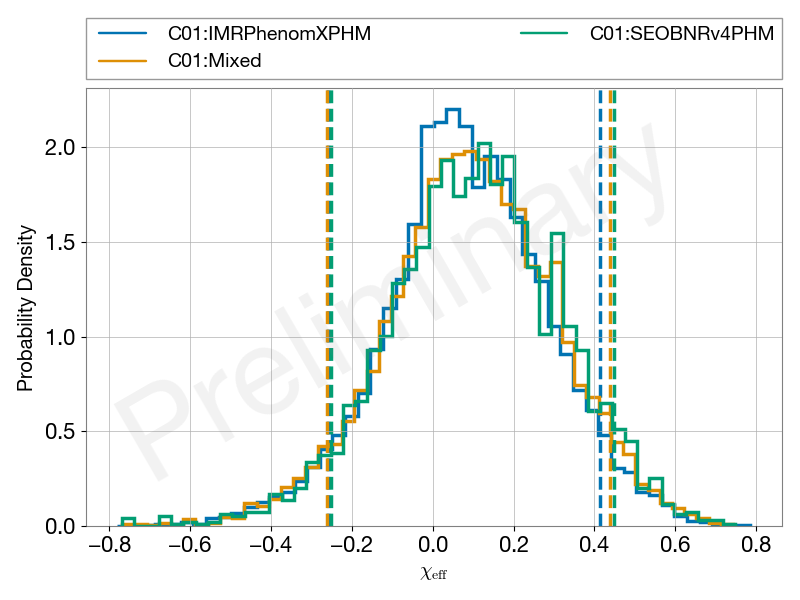 C01:IMRPhenomXPHM
C01:Mixed
C01:SEOBNRv4PHM
Preliminary
Probability Density
2.0
1.5
1.0
0.5
0.0
−0.8 −0.6 −0.4 −0.2 0.0 0.2 0.4 0.6 0.8
χeff